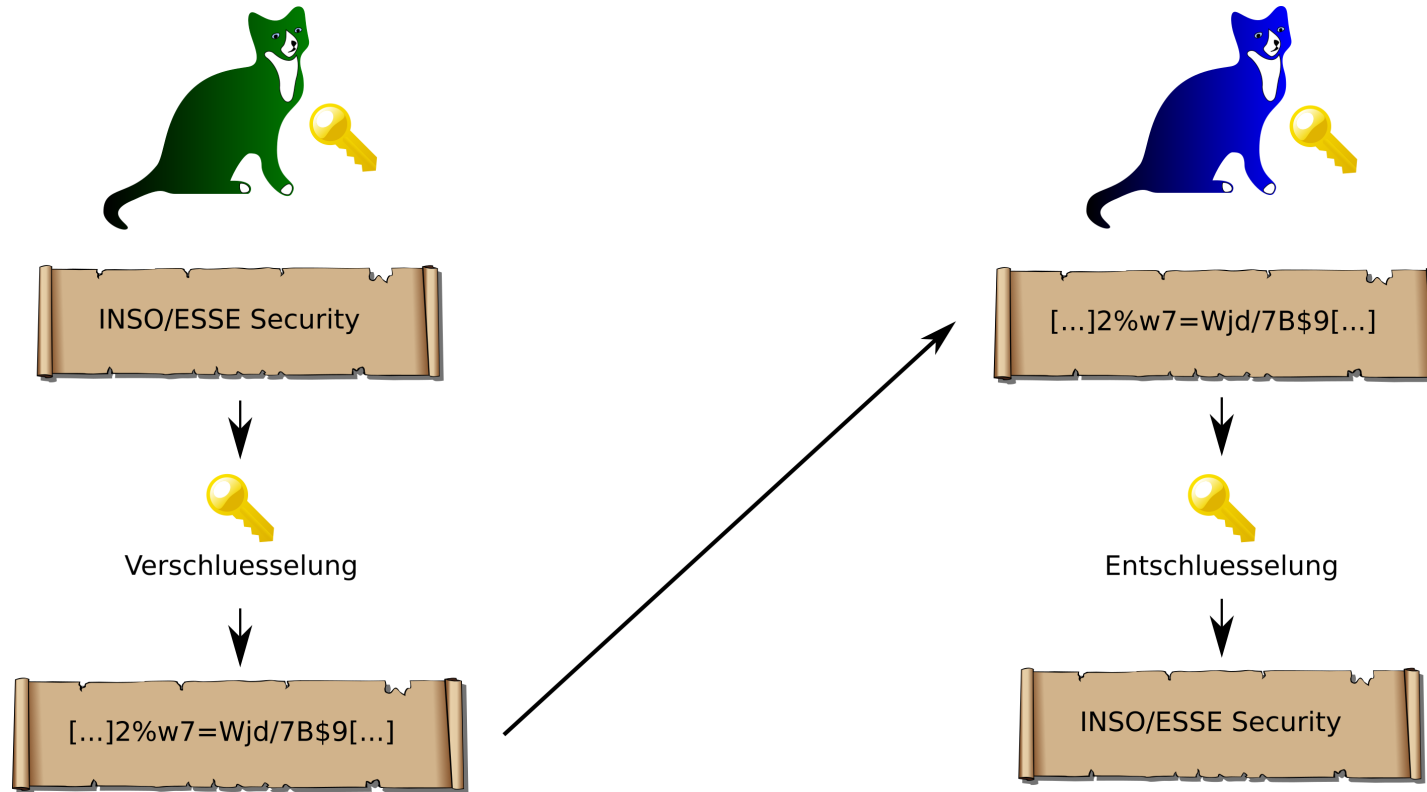 INSO/ESSE Security
Verschluesselung
[...]2%w7=Wjd/7B$9[...]
[...]2%w7=Wjd/7B$9[...]
Entschluesselung
INSO/ESSE Security